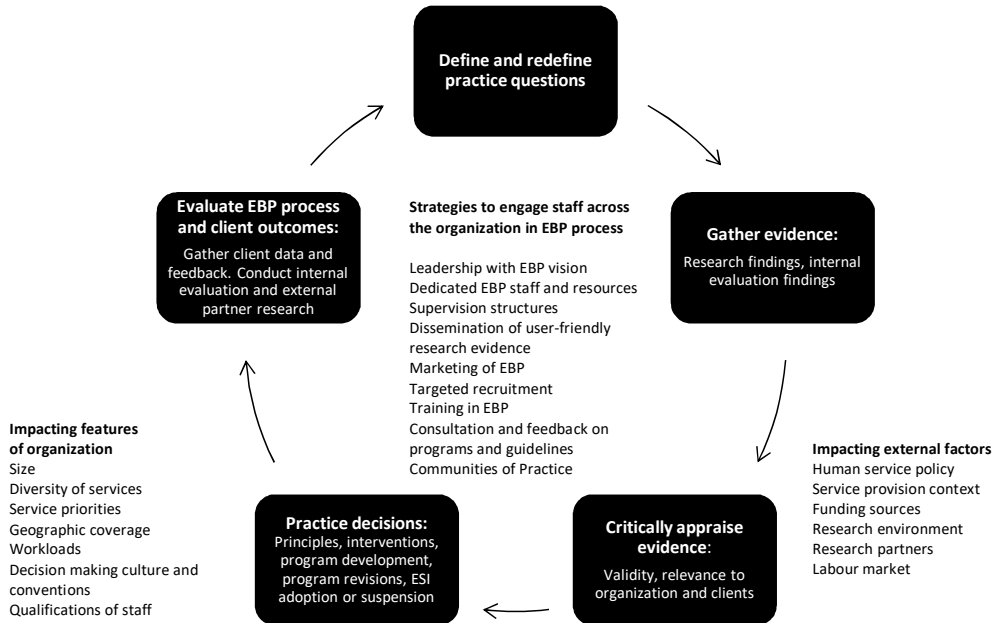 Define and redefine
practice questions
Evaluate EBP process
and client outcomes:
Gather client data and
feedback. Conduct internal
evaluation and external
partner research
Strategies to engage staff across
the organization in EBP process
Leadership with EBP vision
Dedicated EBP staff and resources
Supervision structures
Dissemination of user-friendly
research evidence
Marketing of EBP
Targeted recruitment
Training in EBP
Consultation and feedback on
programs and guidelines
Communities of Practice
Gather evidence:
Research findings, internal
evaluation findings
Impacting features
of organization
Size
Diversity of services
Service priorities
Geographic coverage
Workloads
Decision making culture and
conventions
Qualifications of staff
Practice decisions:
Principles, interventions,
program development,
program revisions, ESI
adoption or suspension
Critically appraise
evidence:
Validity, relevance to
organization and clients
Impacting external factors
Human service policy
Service provision context
Funding sources
Research environment
Research partners
Labour market